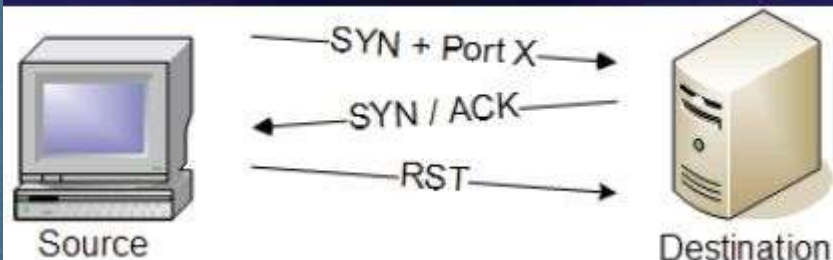 SYN + Port X
SYN / ACK
RST
Source
Destination